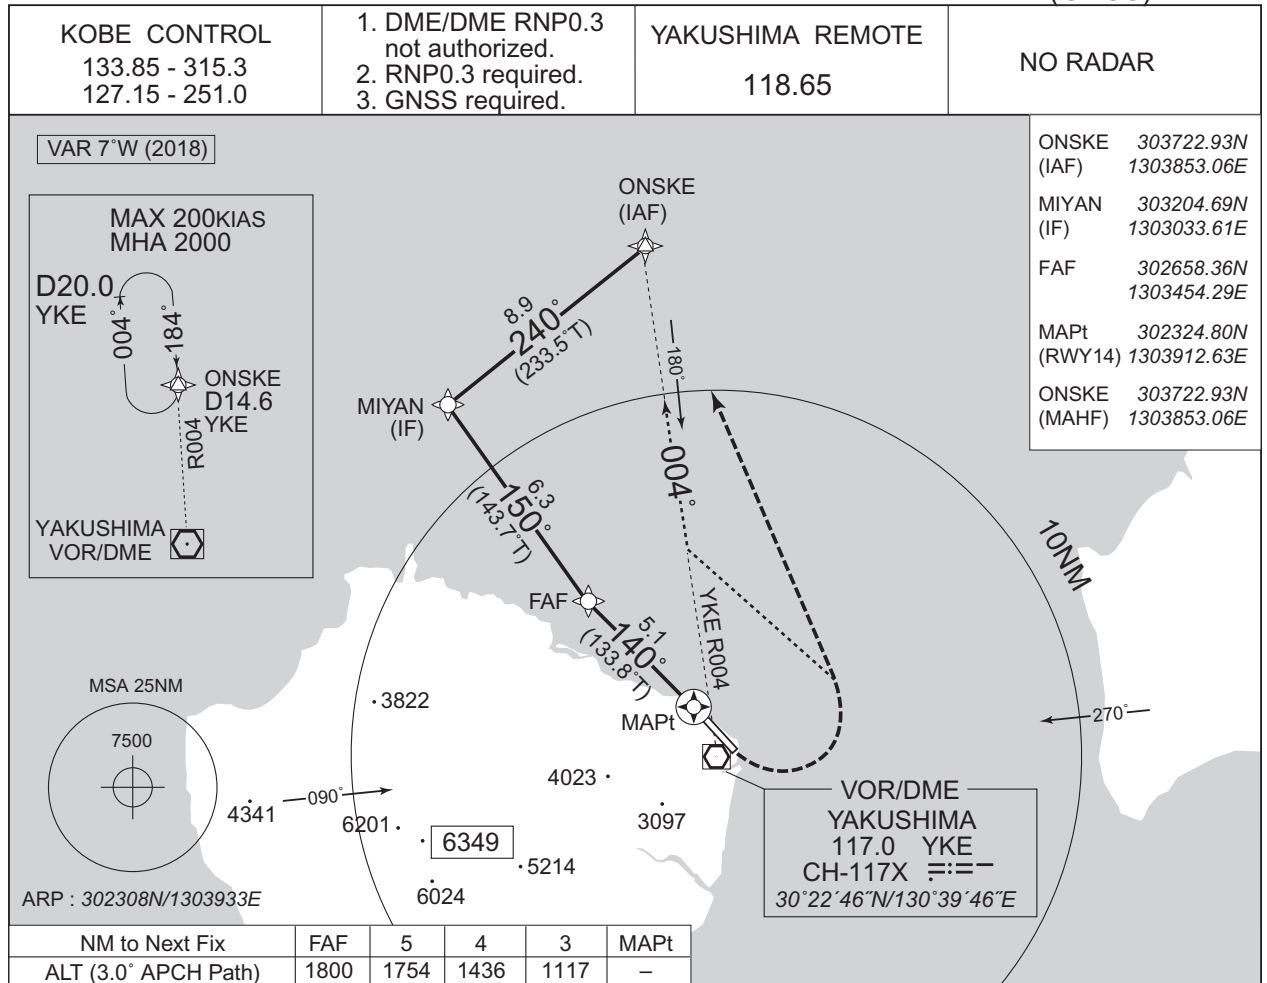 KOBE CONTROL
133.85 - 315.3
127.15 - 251.0
1. DME/DME RNP0.3
not authorized.
2. RNP0.3 required.
3. GNSS required.
YAKUSHIMA REMOTE
118.65
NO RADAR
VAR 7˚W (2018)
MAX 200KIAS
MHA 2000
D20.0
YKE
004˚
184˚
ONSKE
D14.6
YKE
R004
YAKUSHIMA
VOR/DME
ONSKE
(IAF)
8.9
240˚
(233.5˚T)
180˚
MIYAN
(IF)
6.3
150˚
(143.7˚T)
004˚
10NM
FAF
5.1
140˚
(133.8˚T)
YKE R004
MAPt
ONSKE 303722.93N
(IAF) 1303853.06E
MIYAN 303204.69N
(IF) 1303033.61E
FAF 302658.36N
1303454.29E
MAPt 302324.80N
(RWY14) 1303912.63E
ONSKE 303722.93N
(MAHF) 1303853.06E
MSA 25NM
7500
3822
270˚
4023
4341
090˚
6201
3097
6349
5214
6024
VOR/DME
YAKUSHIMA
117.0 YKE
CH-117X
30˚22´46˝N/130˚39´46˝E
ARP : 302308N/1303933E
NM to Next Fix FAF 5 4 3 MAPt
ALT (3.0˚ APCH Path) 1800 1754 1436 1117 –